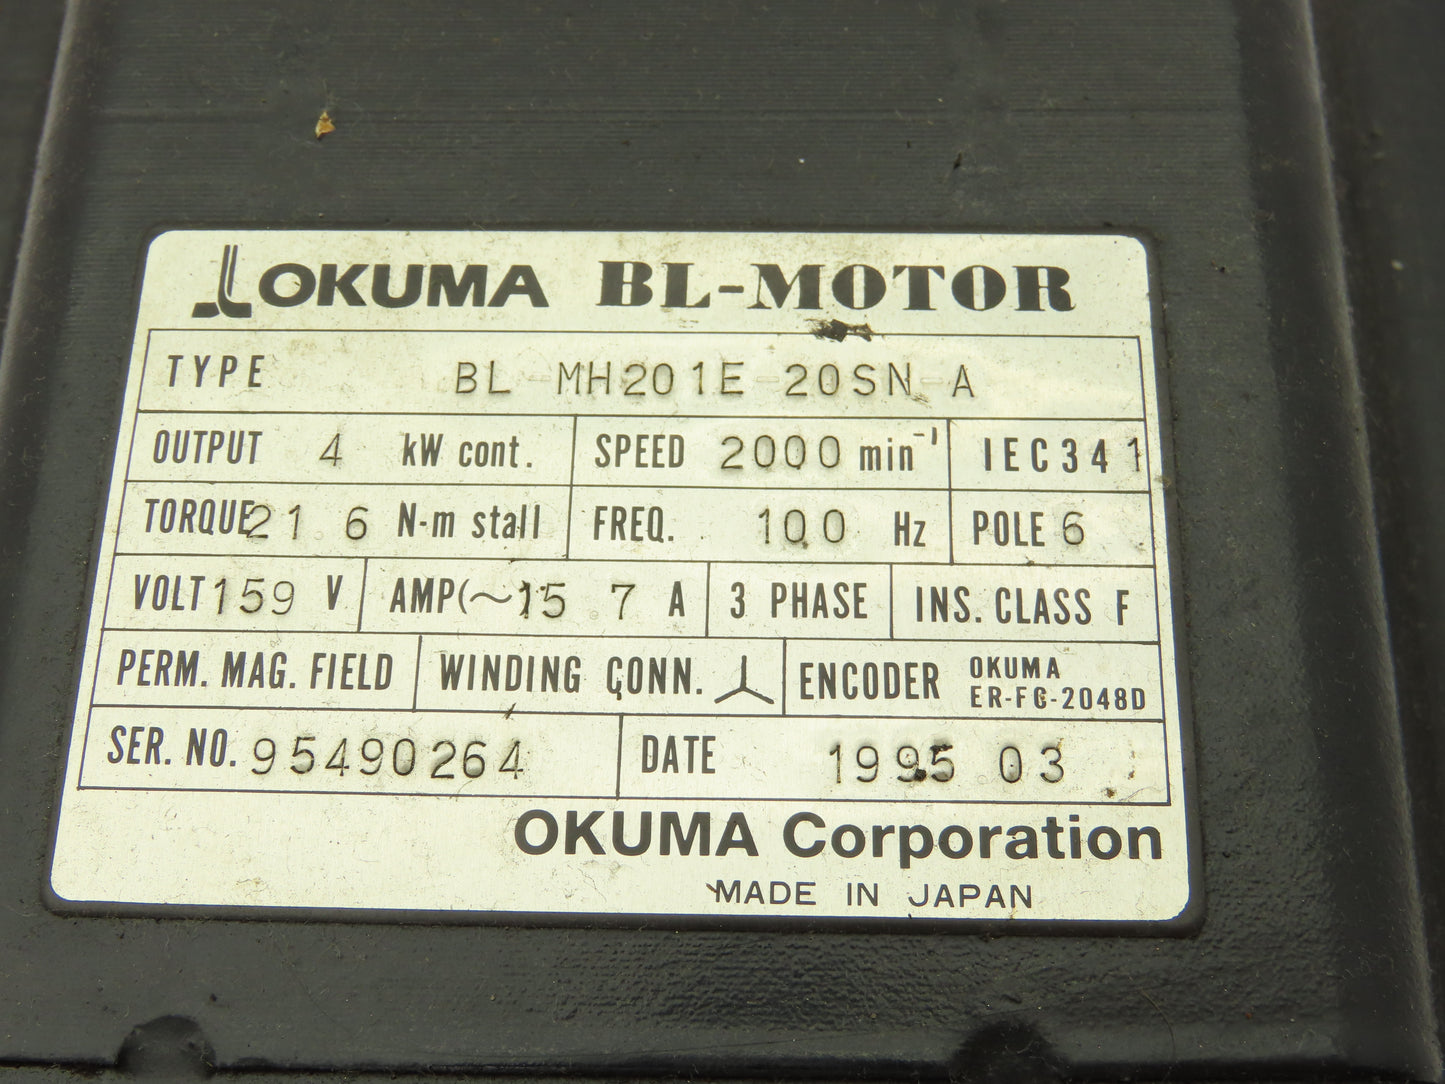 OKUMA BL-MOTOR
TYPE BL-MH201E-20SN-A
OUTPUT 4 kW cont. SPEED 2000 min⁻¹ IEC34 1
TORQUE 21.6 N-m stall FREQ. 100 Hz POLE 6
VOLT 159 V AMP(~) 15 7 A 3 PHASE INS. CLASS F
PERM. MAG. FIELD WINDING CONN. ENCODER OKUMA
ER-FC-2048D
SER. NO. 95490264 DATE 1995 03
OKUMA Corporation
MADE IN JAPAN